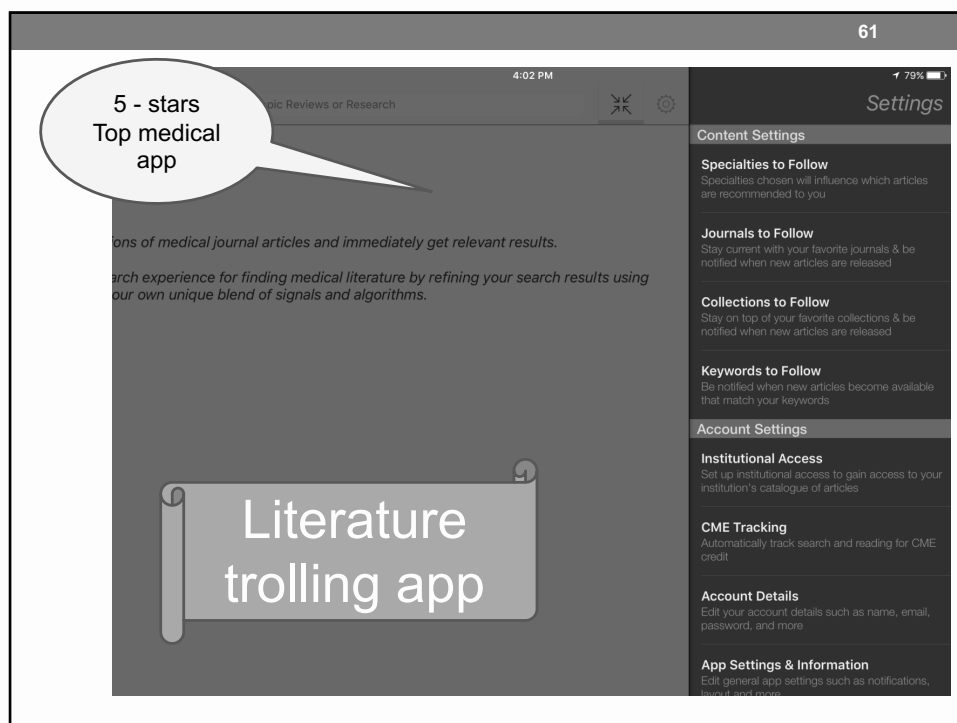 61
4:02 PM
79%
5 - stars
Top medical
app
pic Reviews or Research
Settings
Content Settings
Specialties to Follow
Specialties chosen will influence which articles
are recommended to you
Journals to Follow
Stay current with your favorite journals & be
notified when new articles are released
Collections to Follow
Stay on top of your favorite collections & be
notified when new articles are released
Keywords to Follow
Be notified when new articles become available
that match your keywords
Account Settings
Institutional Access
Set up institutional access to gain access to your
institution's catalogue of articles
CME Tracking
Automatically track search and reading for CME
credit
Account Details
Edit your account details such as name, email,
password, and more
App Settings & Information
Edit general app settings such as notifications,
layout and more
ions of medical journal articles and immediately get relevant results.
arch experience for finding medical literature by refining your search results using
our own unique blend of signals and algorithms.
Literature
trolling app